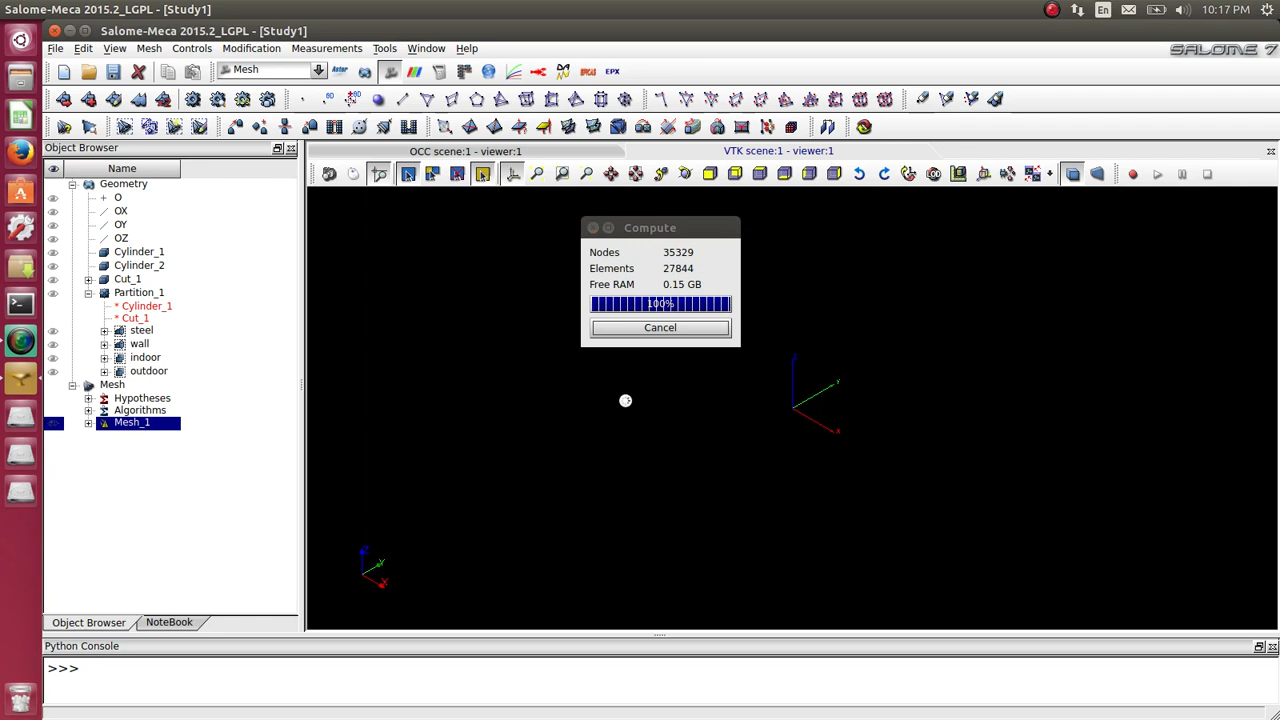 Salome-Meca 2015.2_LGPL - [Study1]
En
10:17 PM
Salome-Meca 2015.2_LGPL - [Study1]
File Edit View Mesh Controls Modification Measurements Tools Window Help
SALOME 7
Mesh
Aster
EFICAS
EPX
Object Browser
OCC scene:1 - viewer:1
VTK scene:1 - viewer:1
Name
Geometry
O
OX
OY
OZ
Cylinder_1
Cylinder_2
Cut_1
Partition_1
* Cylinder_1
* Cut_1
steel
wall
indoor
outdoor
Mesh
Hypotheses
Algorithms
Mesh_1
Compute
Nodes 35329
Elements 27844
Free RAM 0.15 GB
100%
Cancel
Z
Y
X
Z
Y
X
Object Browser
NoteBook
Python Console
>>>